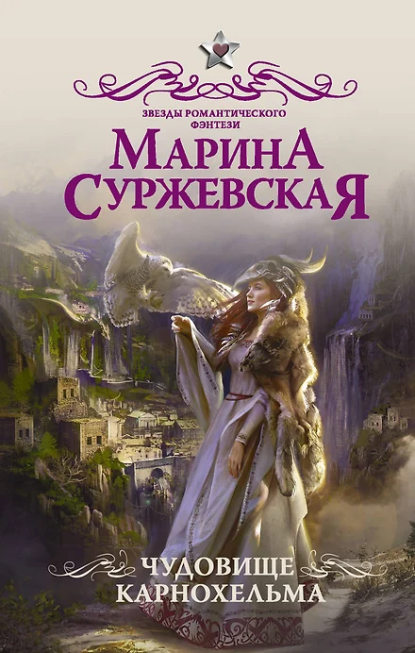 ЗВЕЗДЫ РОМАНТИЧЕСКОГО
ФЭНТЕЗИ
МАРИНА
СУРЖЕВСКАЯ
ЧУДОВИЩЕ
КАРНОХЕЛЬМА